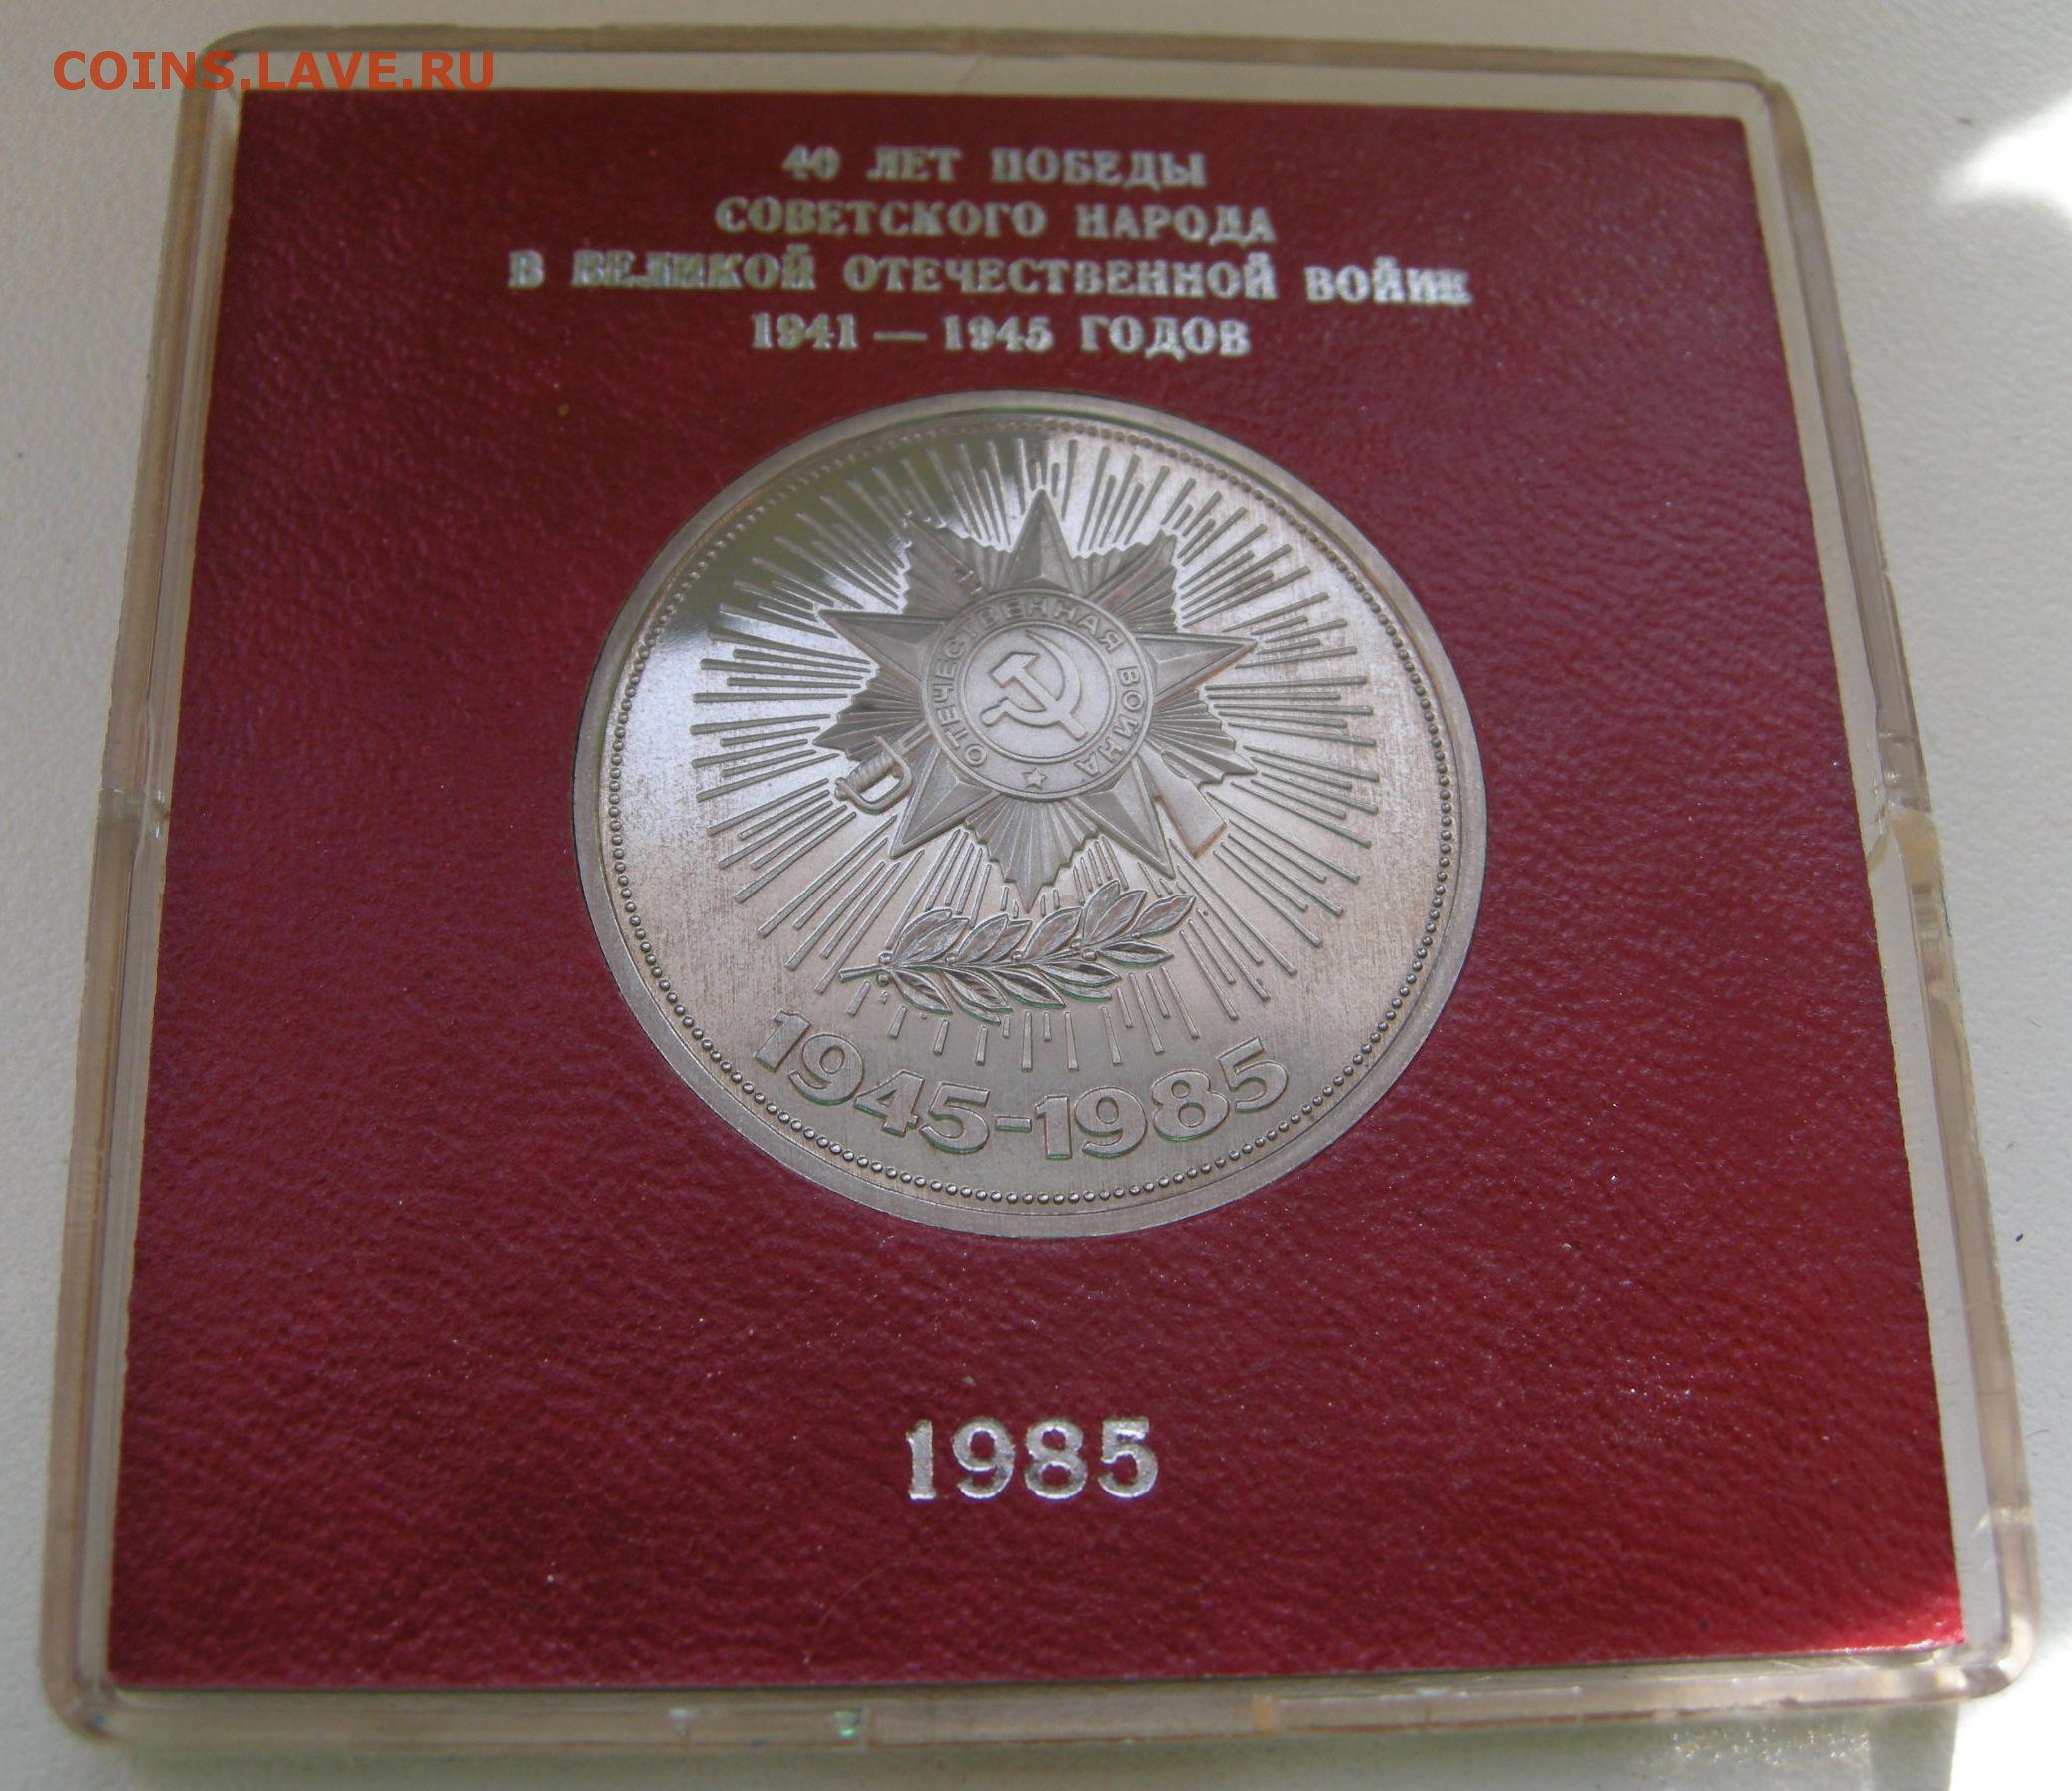 COINS.LAVE.RU
40 ЛЕТ ПОБЕДЫ
СОВЕТСКОГО НАРОДА
В ВЕЛИКОЙ ОТЕЧЕСТВЕННОЙ ВОЙНЕ
1941 — 1945 ГОДОВ
ОТЕЧЕСТВЕННАЯ ВОЙНА
1945-1985
1985